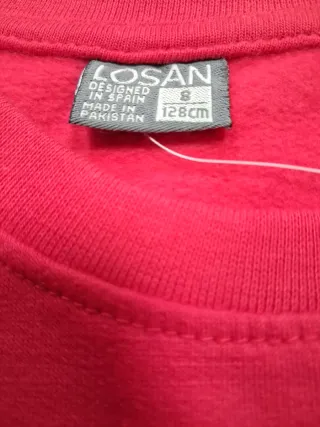 LOSAN
DESIGNED
IN SPAIN
MADE IN
PAKISTAN
8
128cm